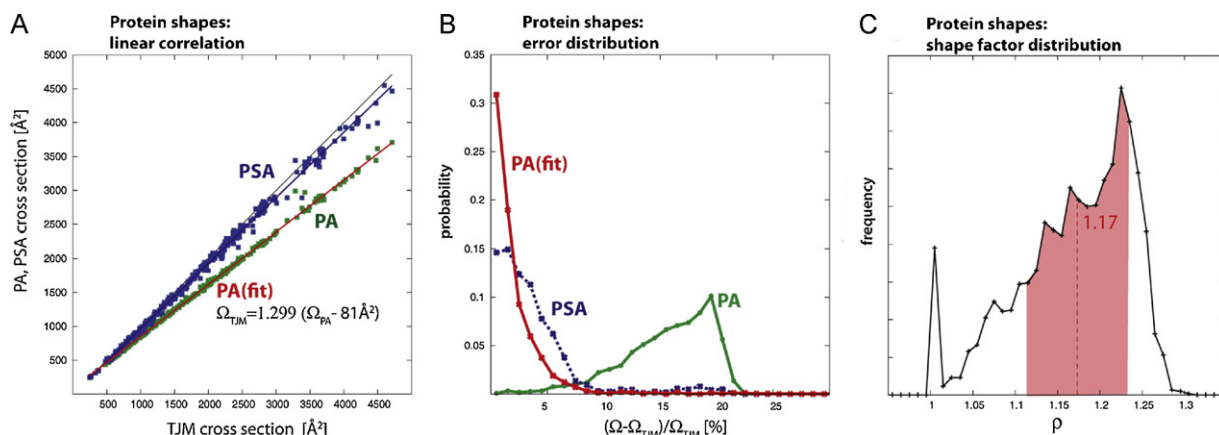 A
Protein shapes:
linear correlation
PA, PSA cross section [Å²]
5000
4500
4000
3500
3000
2500
2000
1500
1000
500
PSA
PA
PA(fit)
Ω_TJM=1.299 (Ω_PA- 81Å²)
500 1000 1500 2000 2500 3000 3500 4000 4500
TJM cross section [Å²]
B
Protein shapes:
error distribution
probability
0.35
0.3
0.25
0.2
0.15
0.1
0.05
PA(fit)
PSA
PA
5 10 15 20 25
(Ω-Ω_TJM)/Ω_TJM [%]
C
Protein shapes:
shape factor distribution
frequency
1.17
1 1.05 1.1 1.15 1.2 1.25 1.3
ρ